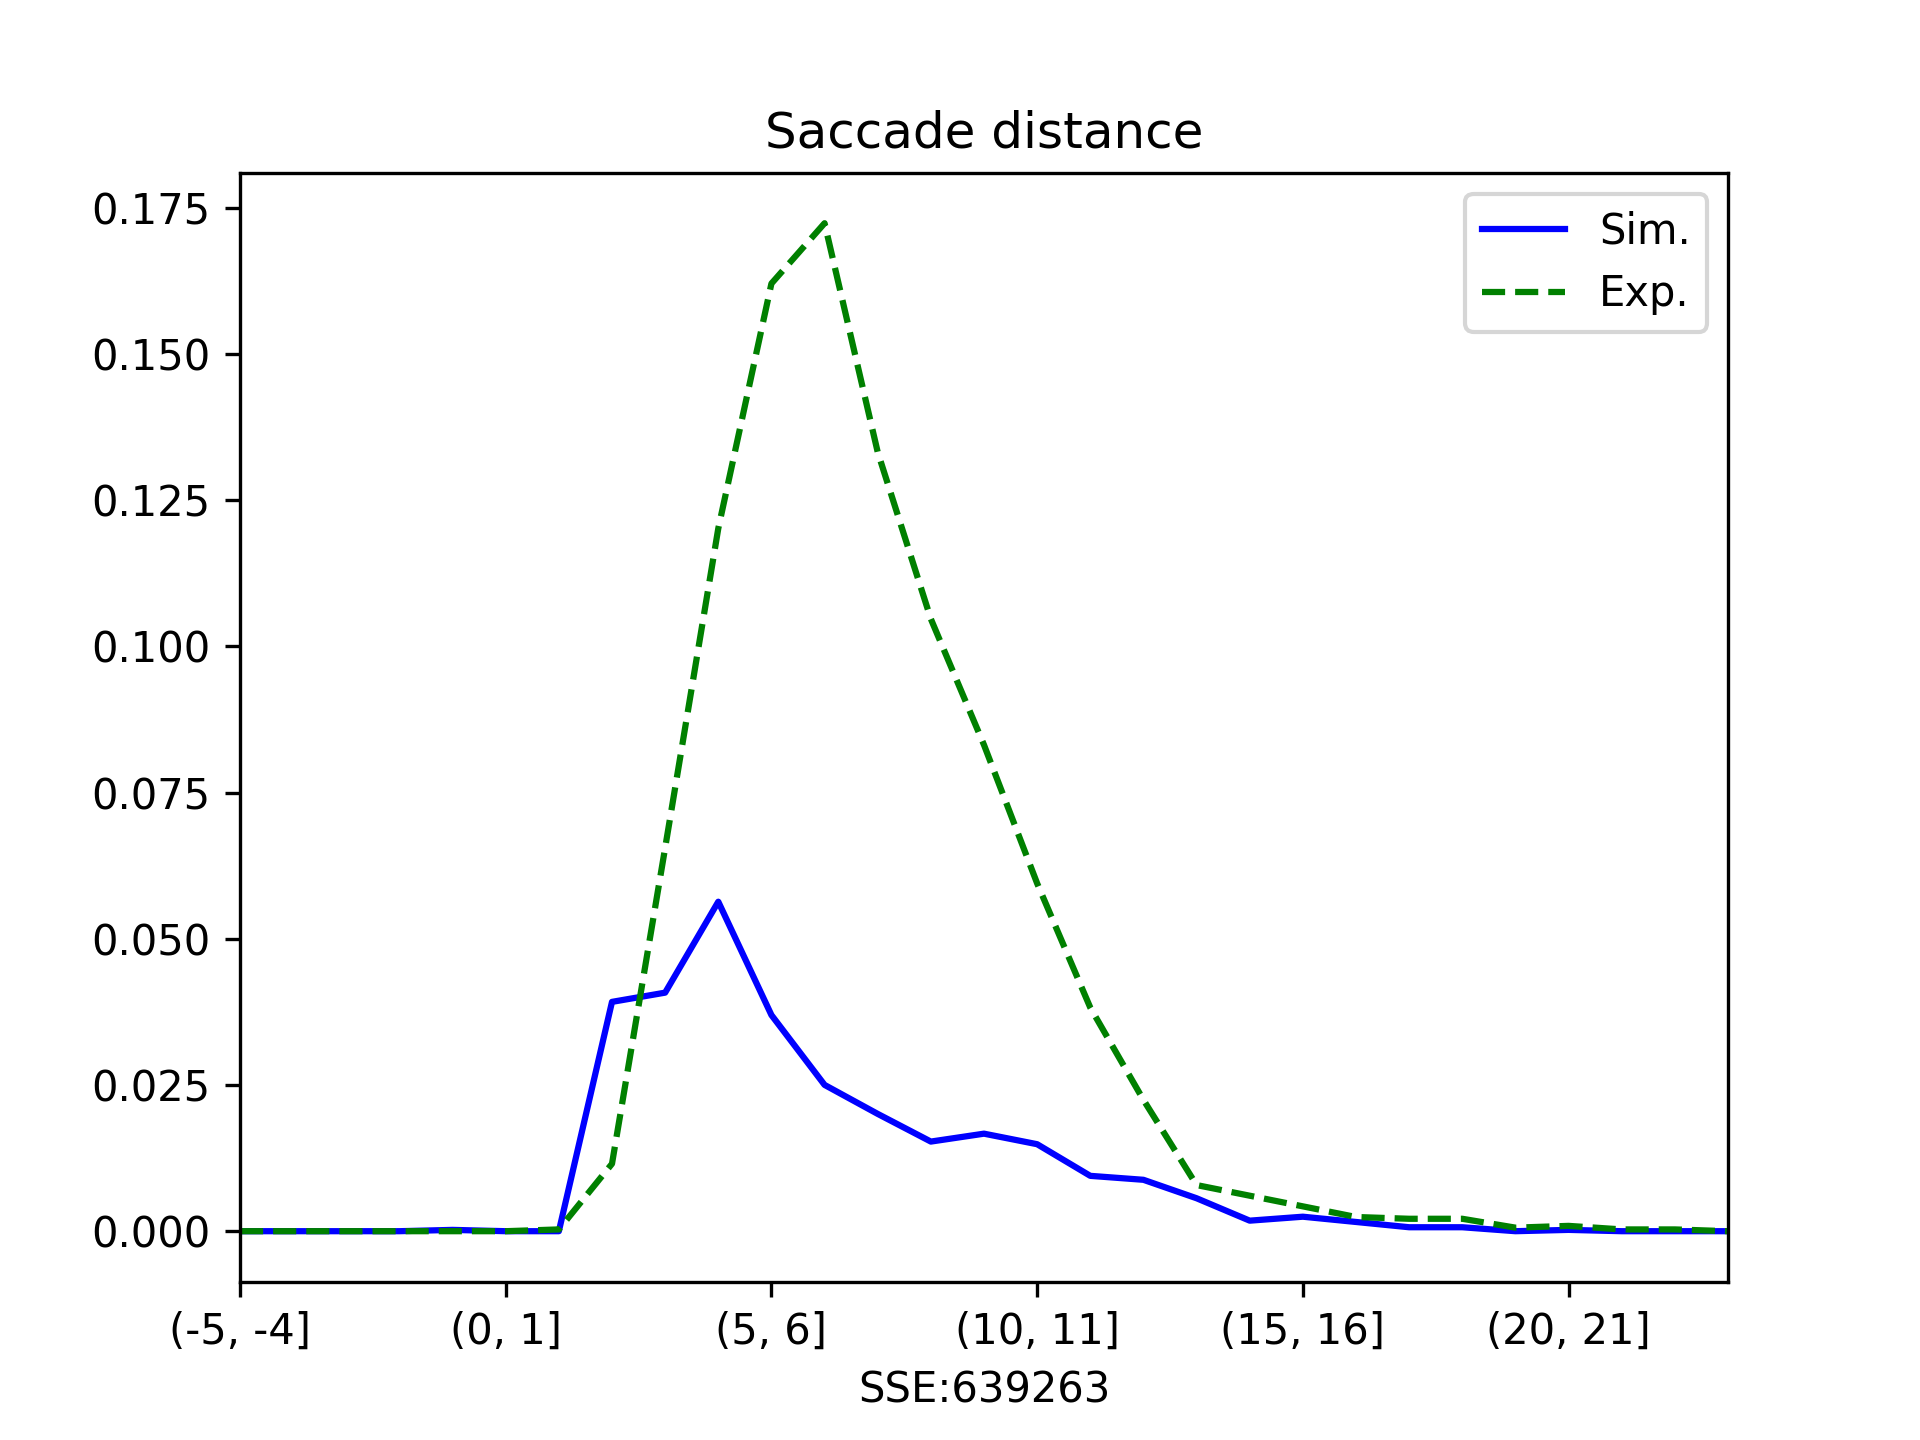 Saccade distance
0.175
0.150
0.125
0.100
0.075
0.050
0.025
0.000
Sim.
Exp.
(-5, -4] (0, 1] (5, 6] (10, 11] (15, 16] (20, 21]
SSE:639263